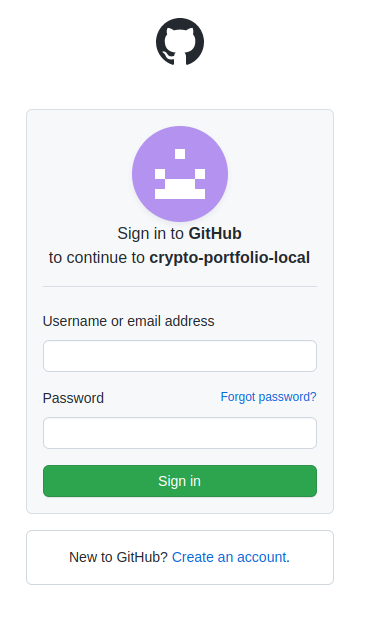 Sign in to GitHub
to continue to crypto-portfolio-local
Username or email address
Password Forgot password?
Sign in
New to GitHub? Create an account.